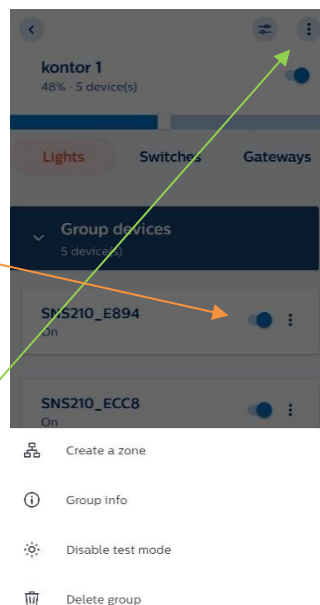 kontor 1
48% · 5 device(s)
Lights Switches Gateways
Group devices
5 device(s)
SNS210_E894
On
SNS210_ECC8
On
Create a zone
Group info
Disable test mode
Delete group